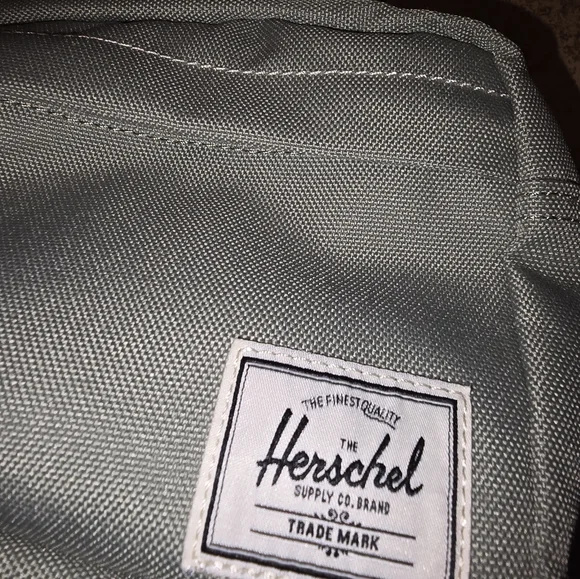 THE FINEST QUALITY
THE
Herschel
SUPPLY CO. BRAND
TRADE MARK